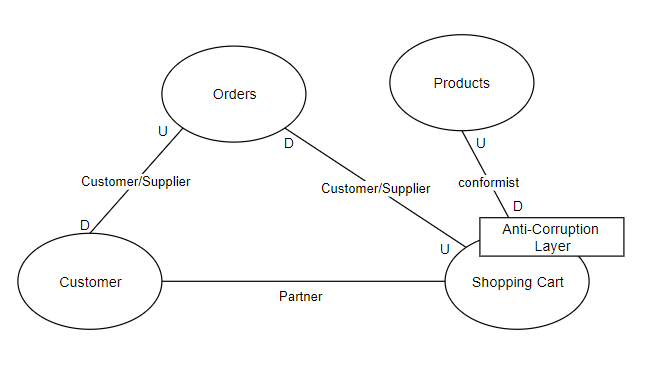 Orders
Products
U
D
U
Customer/Supplier
Customer/Supplier
conformist
D
D
U
Anti-Corruption
Layer
Customer
Shopping Cart
Partner